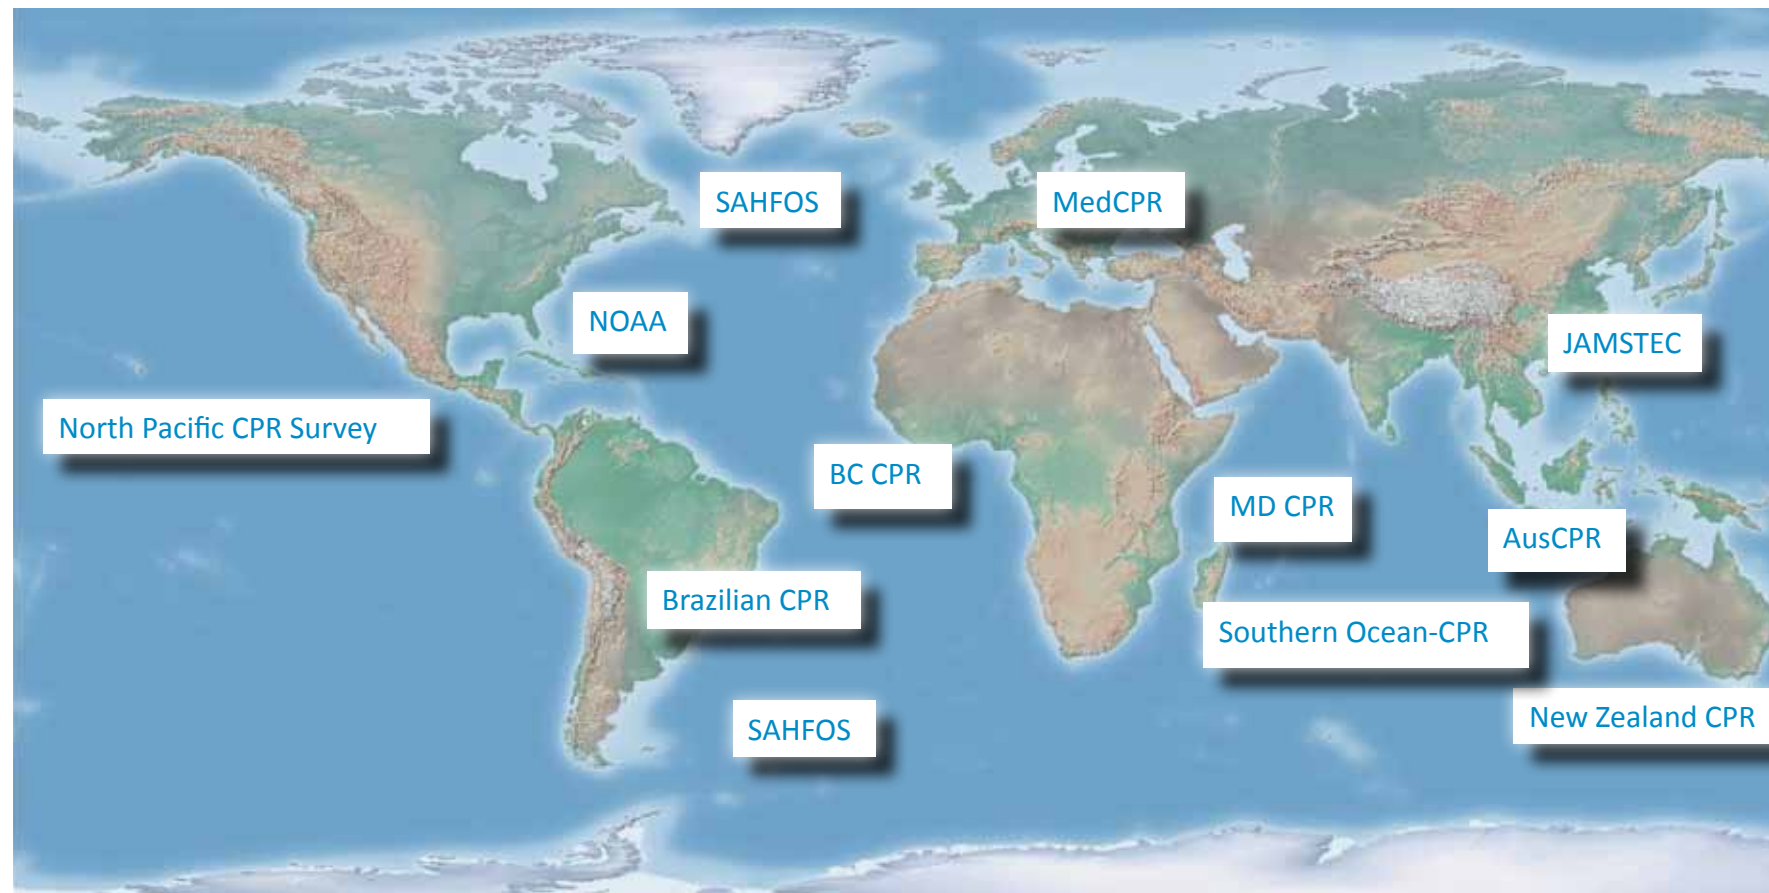 SAHFOS
MedCPR
NOAA
JAMSTEC
North Pacific CPR Survey
BC CPR
MD CPR
AusCPR
Brazilian CPR
Southern Ocean-CPR
New Zealand CPR
SAHFOS